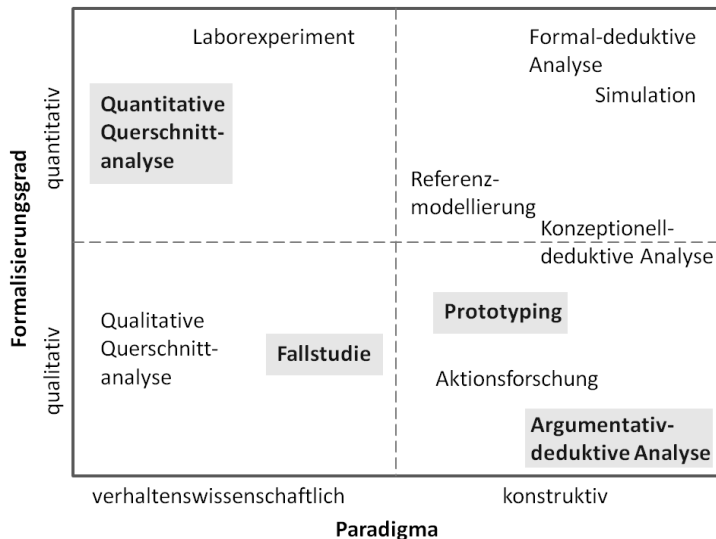 Laborexperiment
Formal-deduktive
Analyse
Simulation
Quantitative
Querschnitt-
analyse
Referenz-
modellierung
Konzeptionell-
deduktive Analyse
Qualitative
Querschnitt-
analyse
Fallstudie
Prototyping
Aktionsforschung
Argumentativ-
deduktive Analyse
Formalisierungsgrad
quantitativ
qualitativ
verhaltenswissenschaftlich
konstruktiv
Paradigma